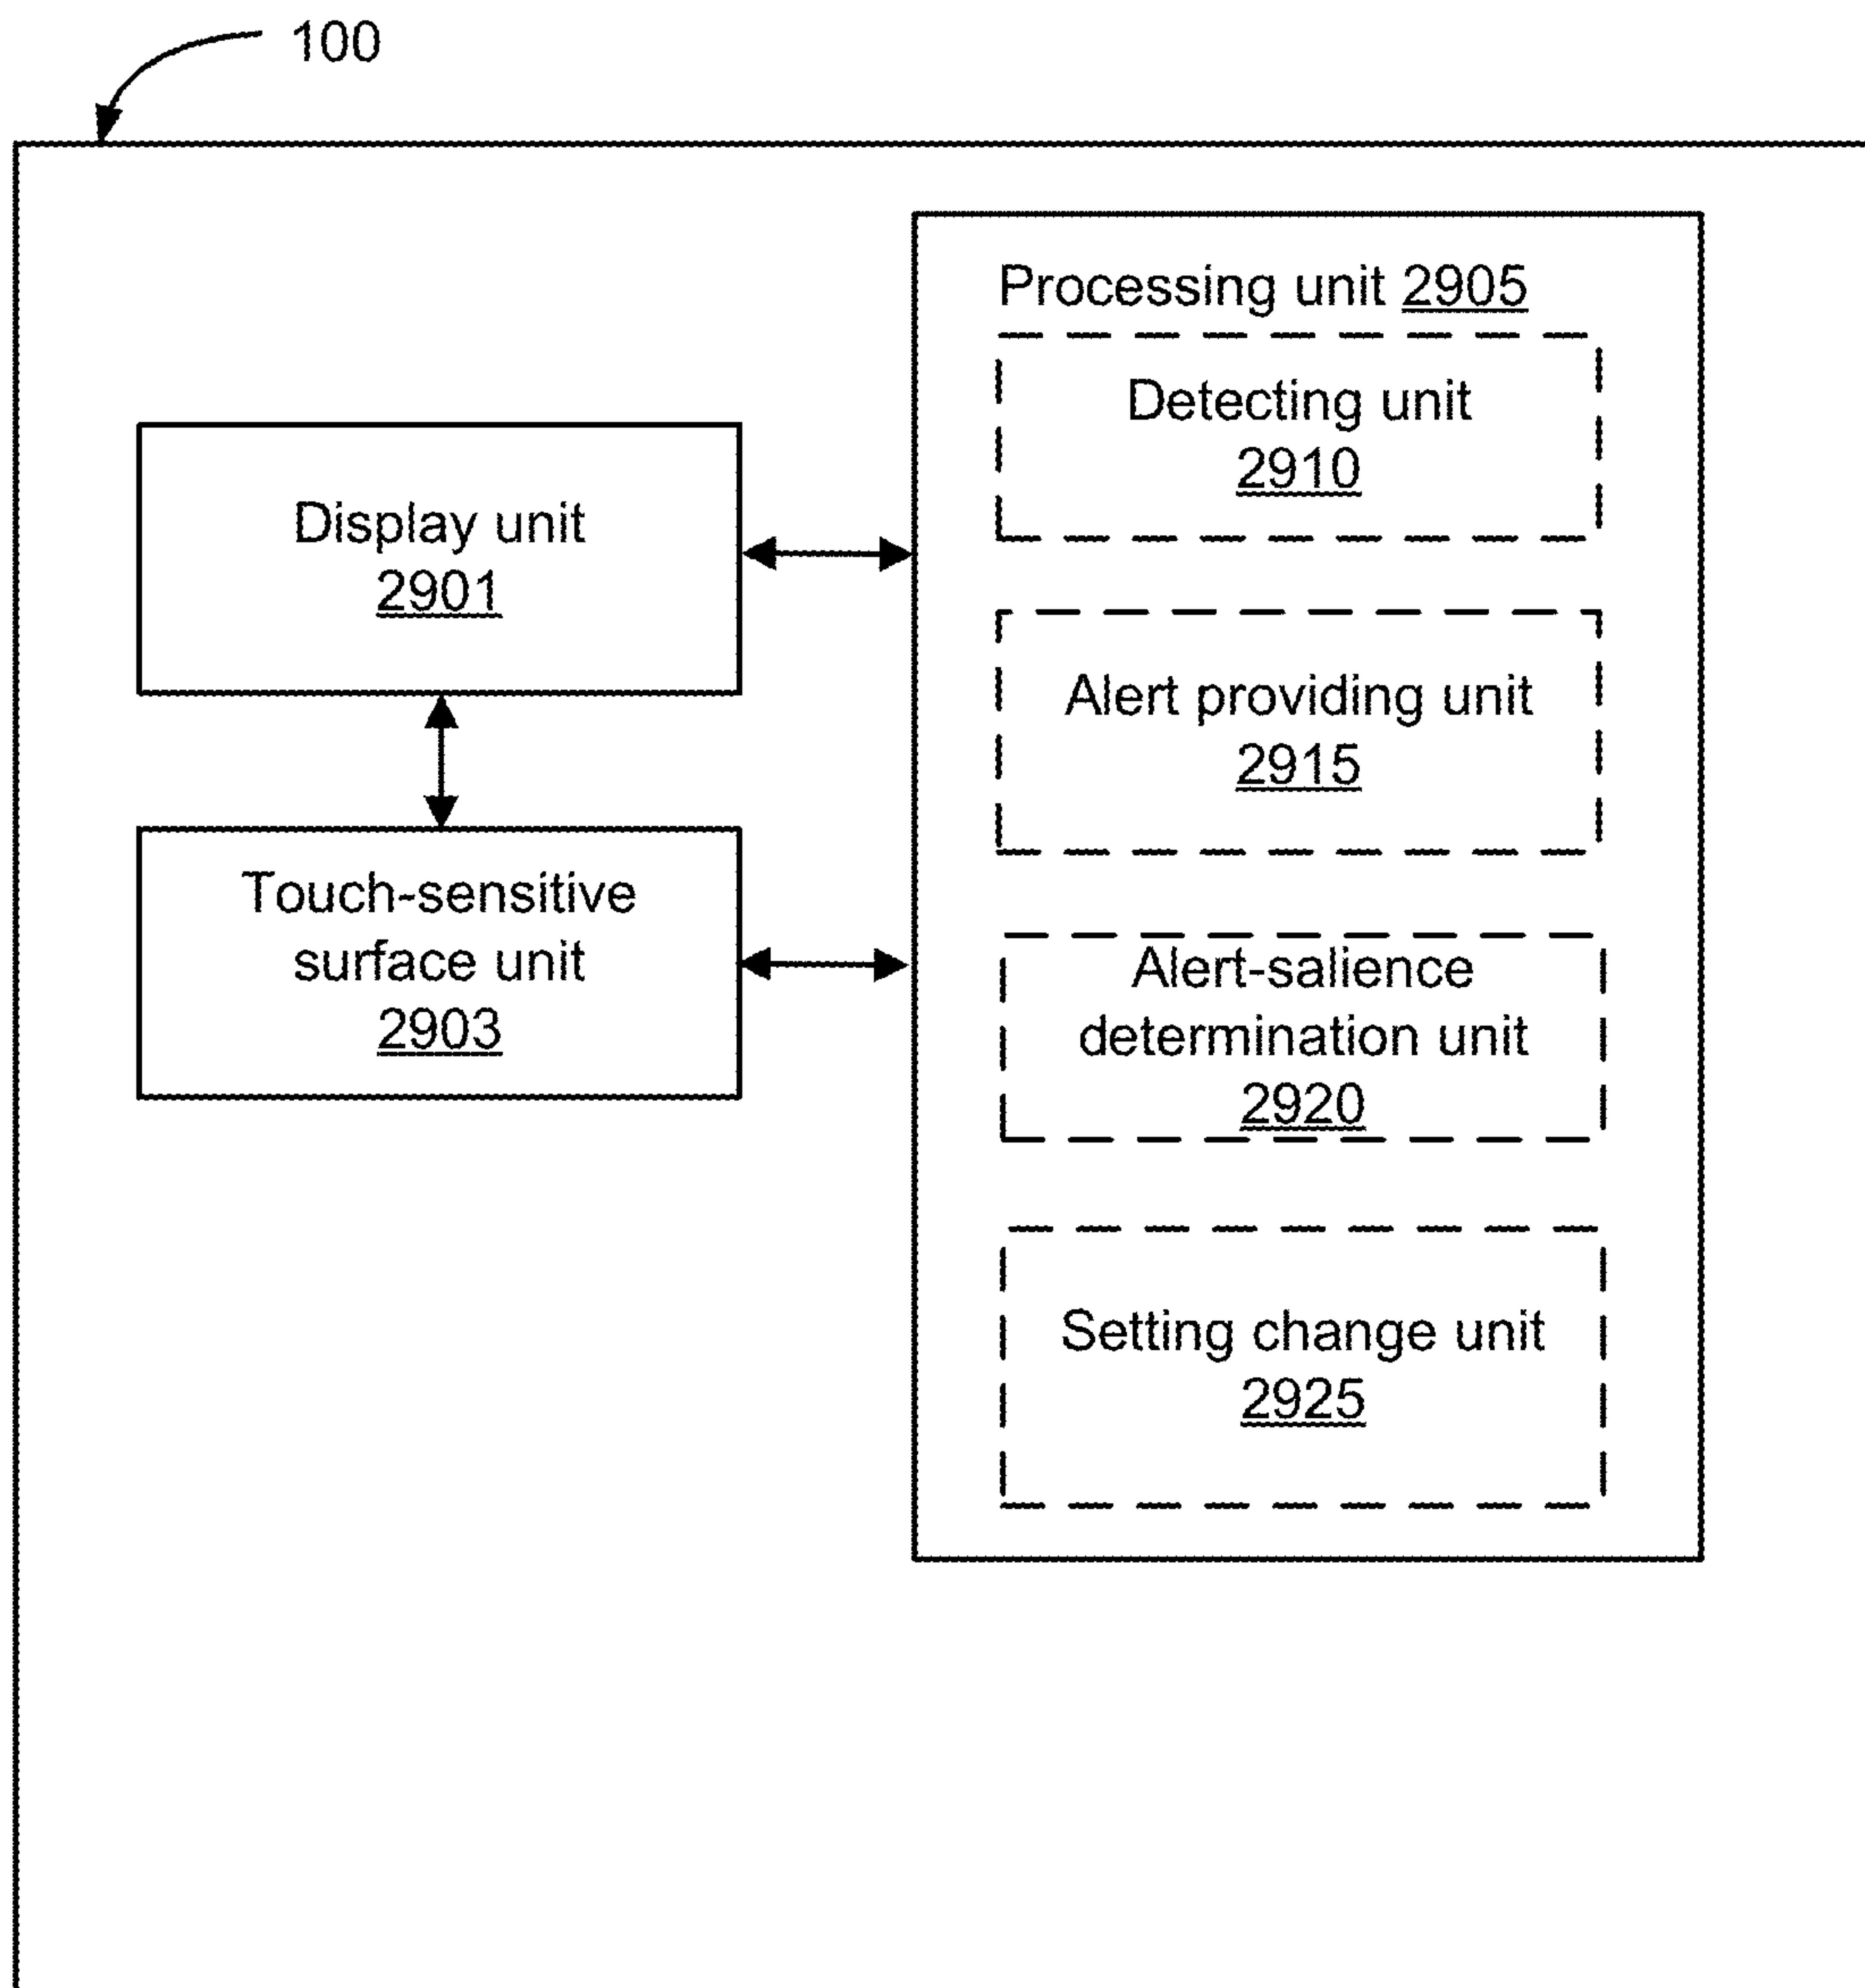 100
Processing unit 2905
Detecting unit
2910
Display unit
2901
Alert providing unit
2915
Touch-sensitive
surface unit
2903
Alert-salience
determination unit
2920
Setting change unit
2925